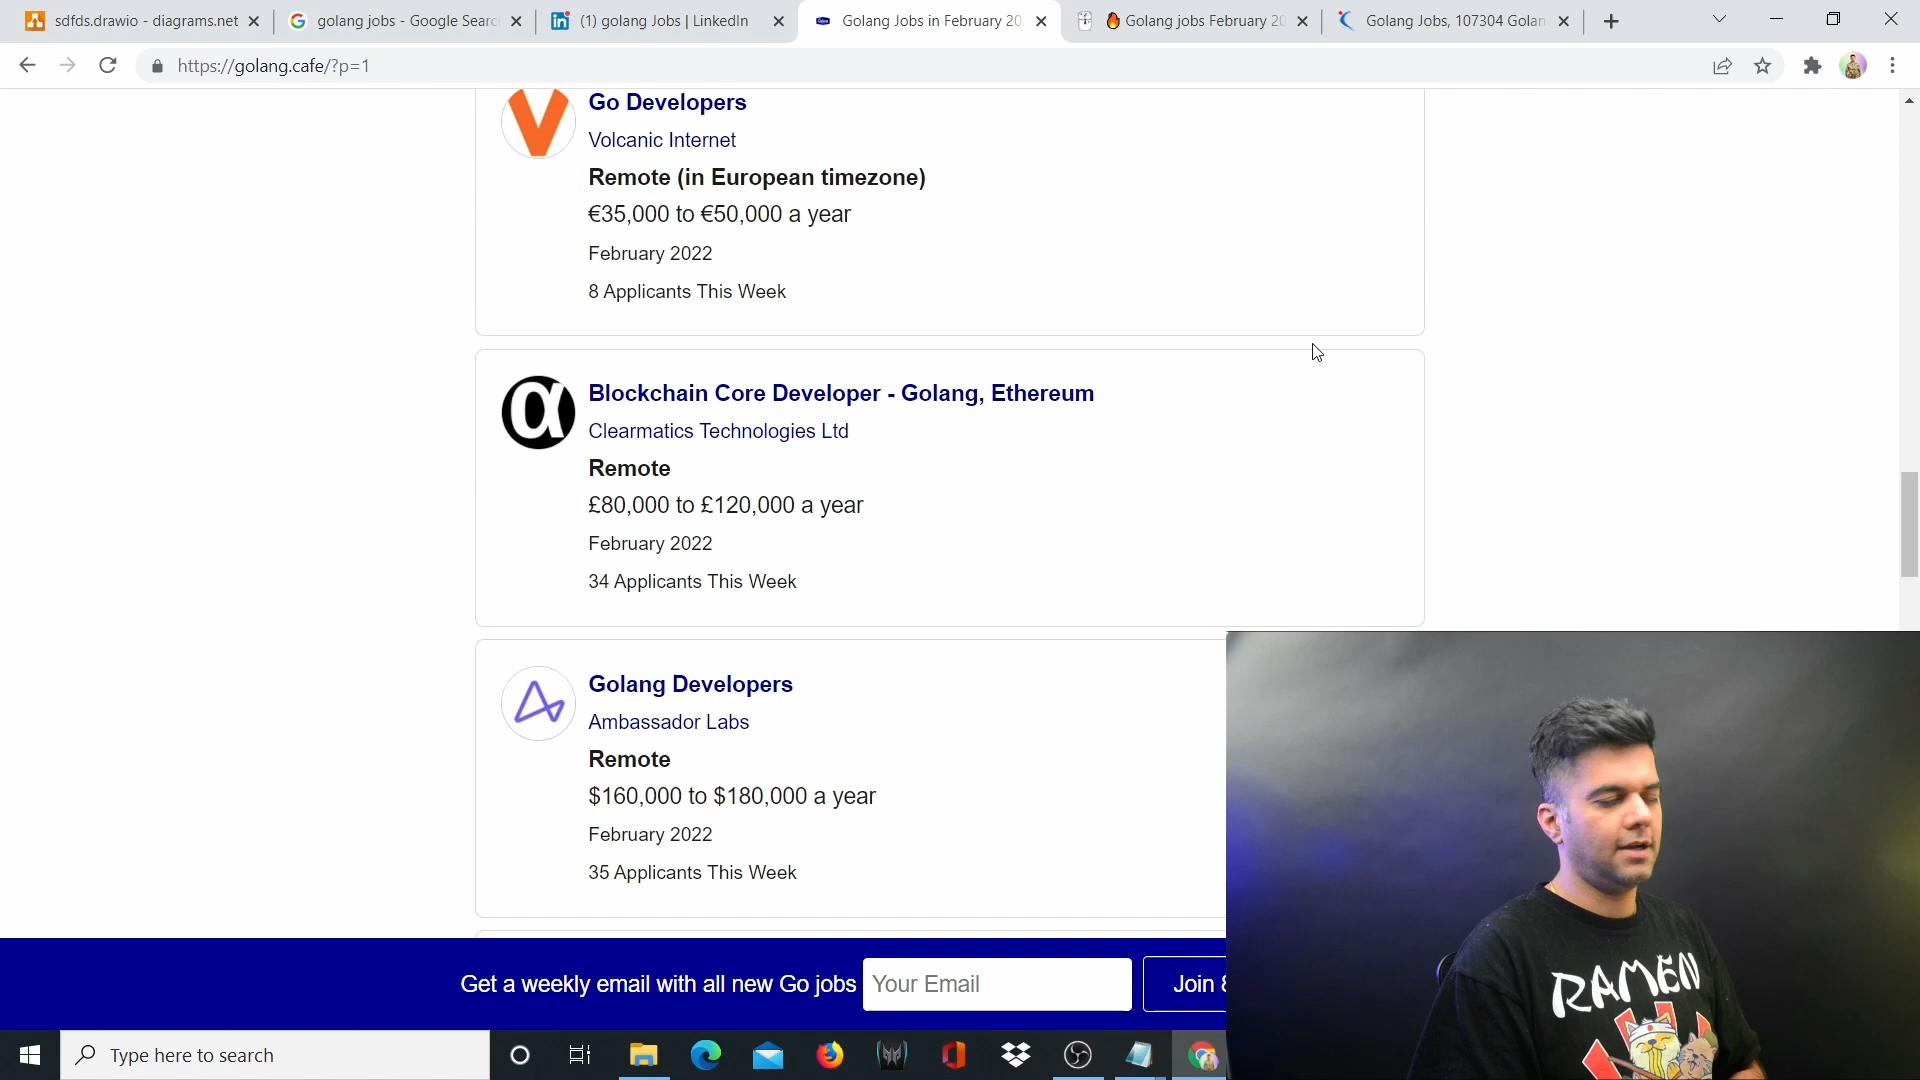 sdfds.drawio - diagrams.net
golang jobs - Google Searc
(1) golang Jobs | LinkedIn
Golang Jobs in February 20
Golang jobs February 20
Golang Jobs, 107304 Golan
https://golang.cafe/?p=1
Go Developers
Volcanic Internet
Remote (in European timezone)
€35,000 to €50,000 a year
February 2022
8 Applicants This Week
Blockchain Core Developer - Golang, Ethereum
Clearmatics Technologies Ltd
Remote
£80,000 to £120,000 a year
February 2022
34 Applicants This Week
Golang Developers
Ambassador Labs
Remote
$160,000 to $180,000 a year
February 2022
35 Applicants This Week
Get a weekly email with all new Go jobs
Your Email
Join 8
RAMEN
Type here to search